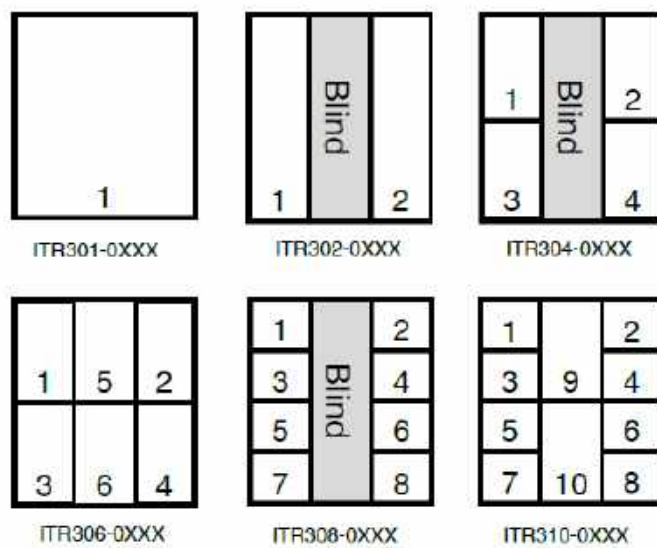 1
ITR301-0XXX
Blind
1 2
ITR302-0XXX
Blind
1 2
3 4
ITR304-0XXX
1 5 2
3 6 4
ITR306-0XXX
Blind
1 2
3 4
5 6
7 8
ITR308-0XXX
1 2
3 9 4
5 6
7 10 8
ITR310-0XXX